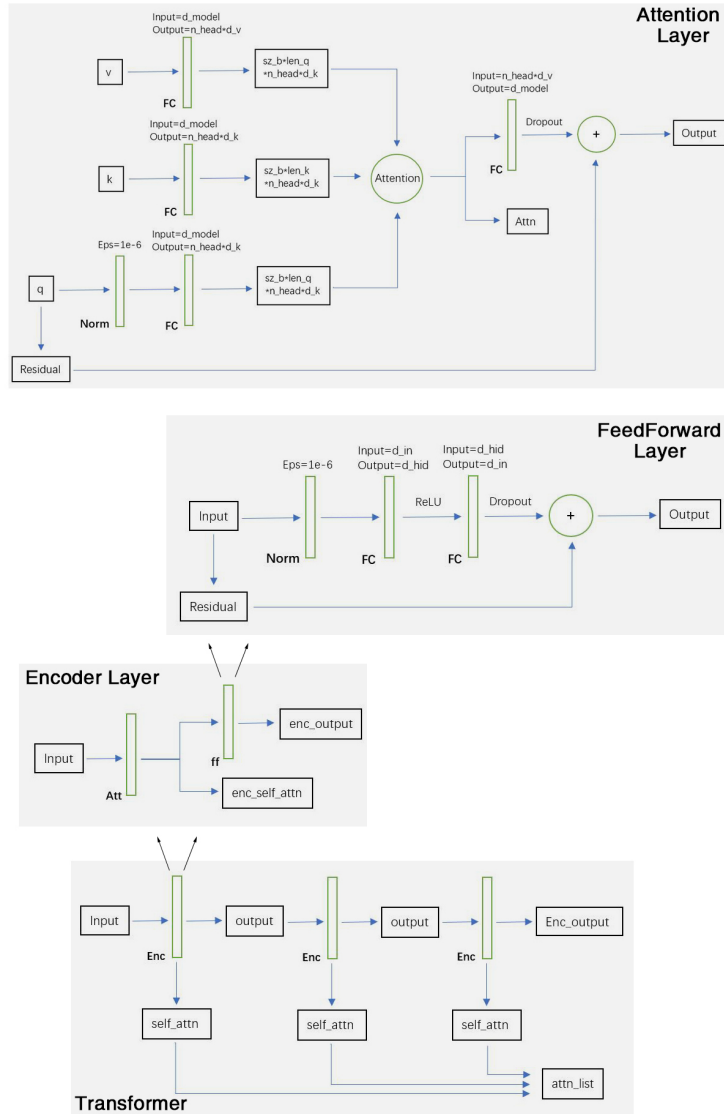 Attention
Layer
Input=d_model
Output=n_head*d_v
v
FC
sz_b*len_q
*n_head*d_k
Input=n_head*d_v
Output=d_model
Dropout
+
Output
FC
Input=d_model
Output=n_head*d_k
k
FC
sz_b*len_k
*n_head*d_k
Attention
Attn
Eps=1e-6
Input=d_model
Output=n_head*d_k
q
Norm
FC
sz_b*len_q
*n_head*d_k
Residual
FeedForward
Layer
Eps=1e-6
Input=d_in
Output=d_hid
Input=d_hid
Output=d_in
Input
ReLU
Dropout
+
Output
Norm
FC
FC
Residual
Encoder Layer
Input
Att
ff
enc_output
enc_self_attn
Input
Enc
output
Enc
output
Enc
Enc_output
self_attn
self_attn
self_attn
attn_list
Transformer